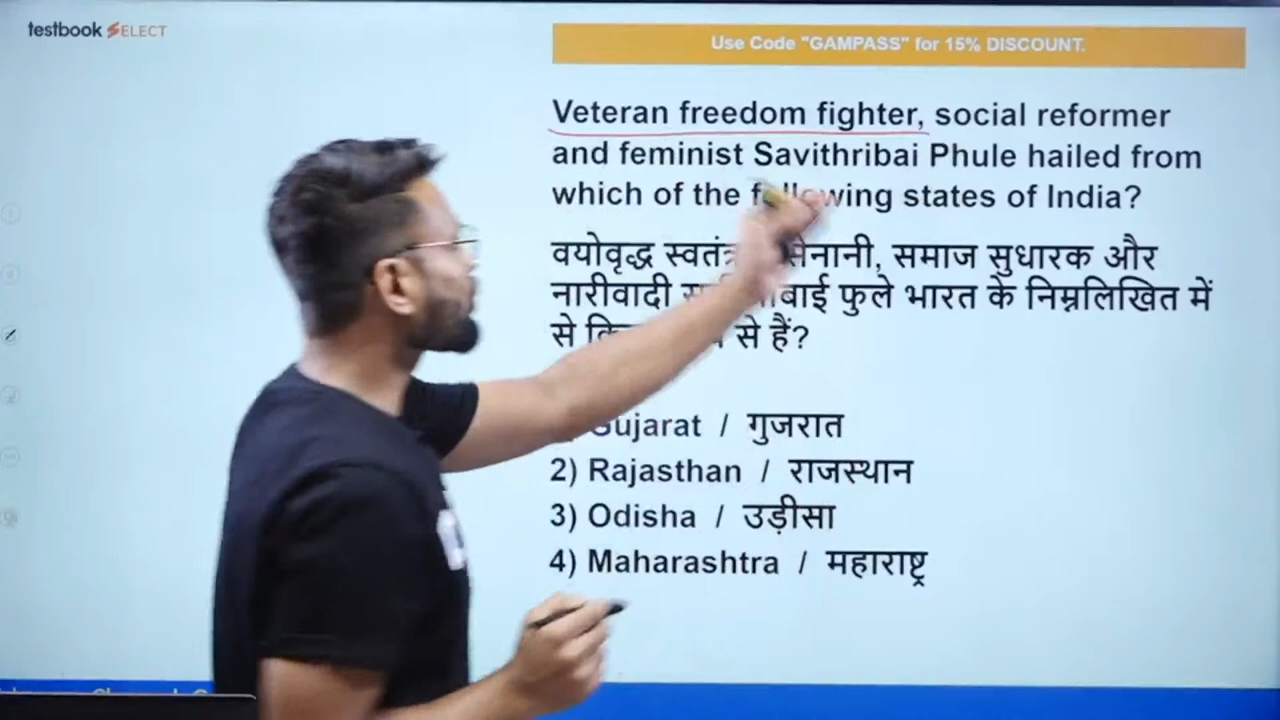 testbook SELECT
Use Code "GAMPASS" for 15% DISCOUNT.
Veteran freedom fighter, social reformer
and feminist Savithribai Phule hailed from
which of the following states of India?
वयोवृद्ध सेनानी, समाज सुधारक और
नारीवादी फुले भारत के निम्नलिखित में
से से हैं?
Gujarat / गुजरात
2) Rajasthan / राजस्थान
3) Odisha / उड़ीसा
4) Maharashtra / महाराष्ट्र